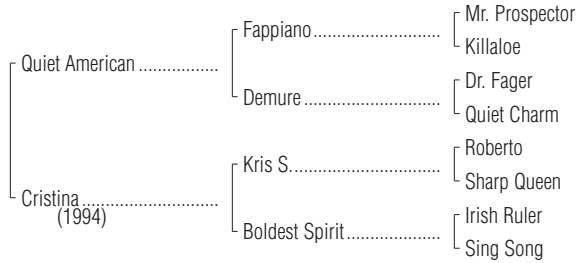 Mr. Prospector
Fappiano
Killaloe
Quiet American
Dr. Fager
Demure
Quiet Charm
Roberto
Kris S.
Sharp Queen
Cristina
(1994)
Irish Ruler
Boldest Spirit
Sing Song